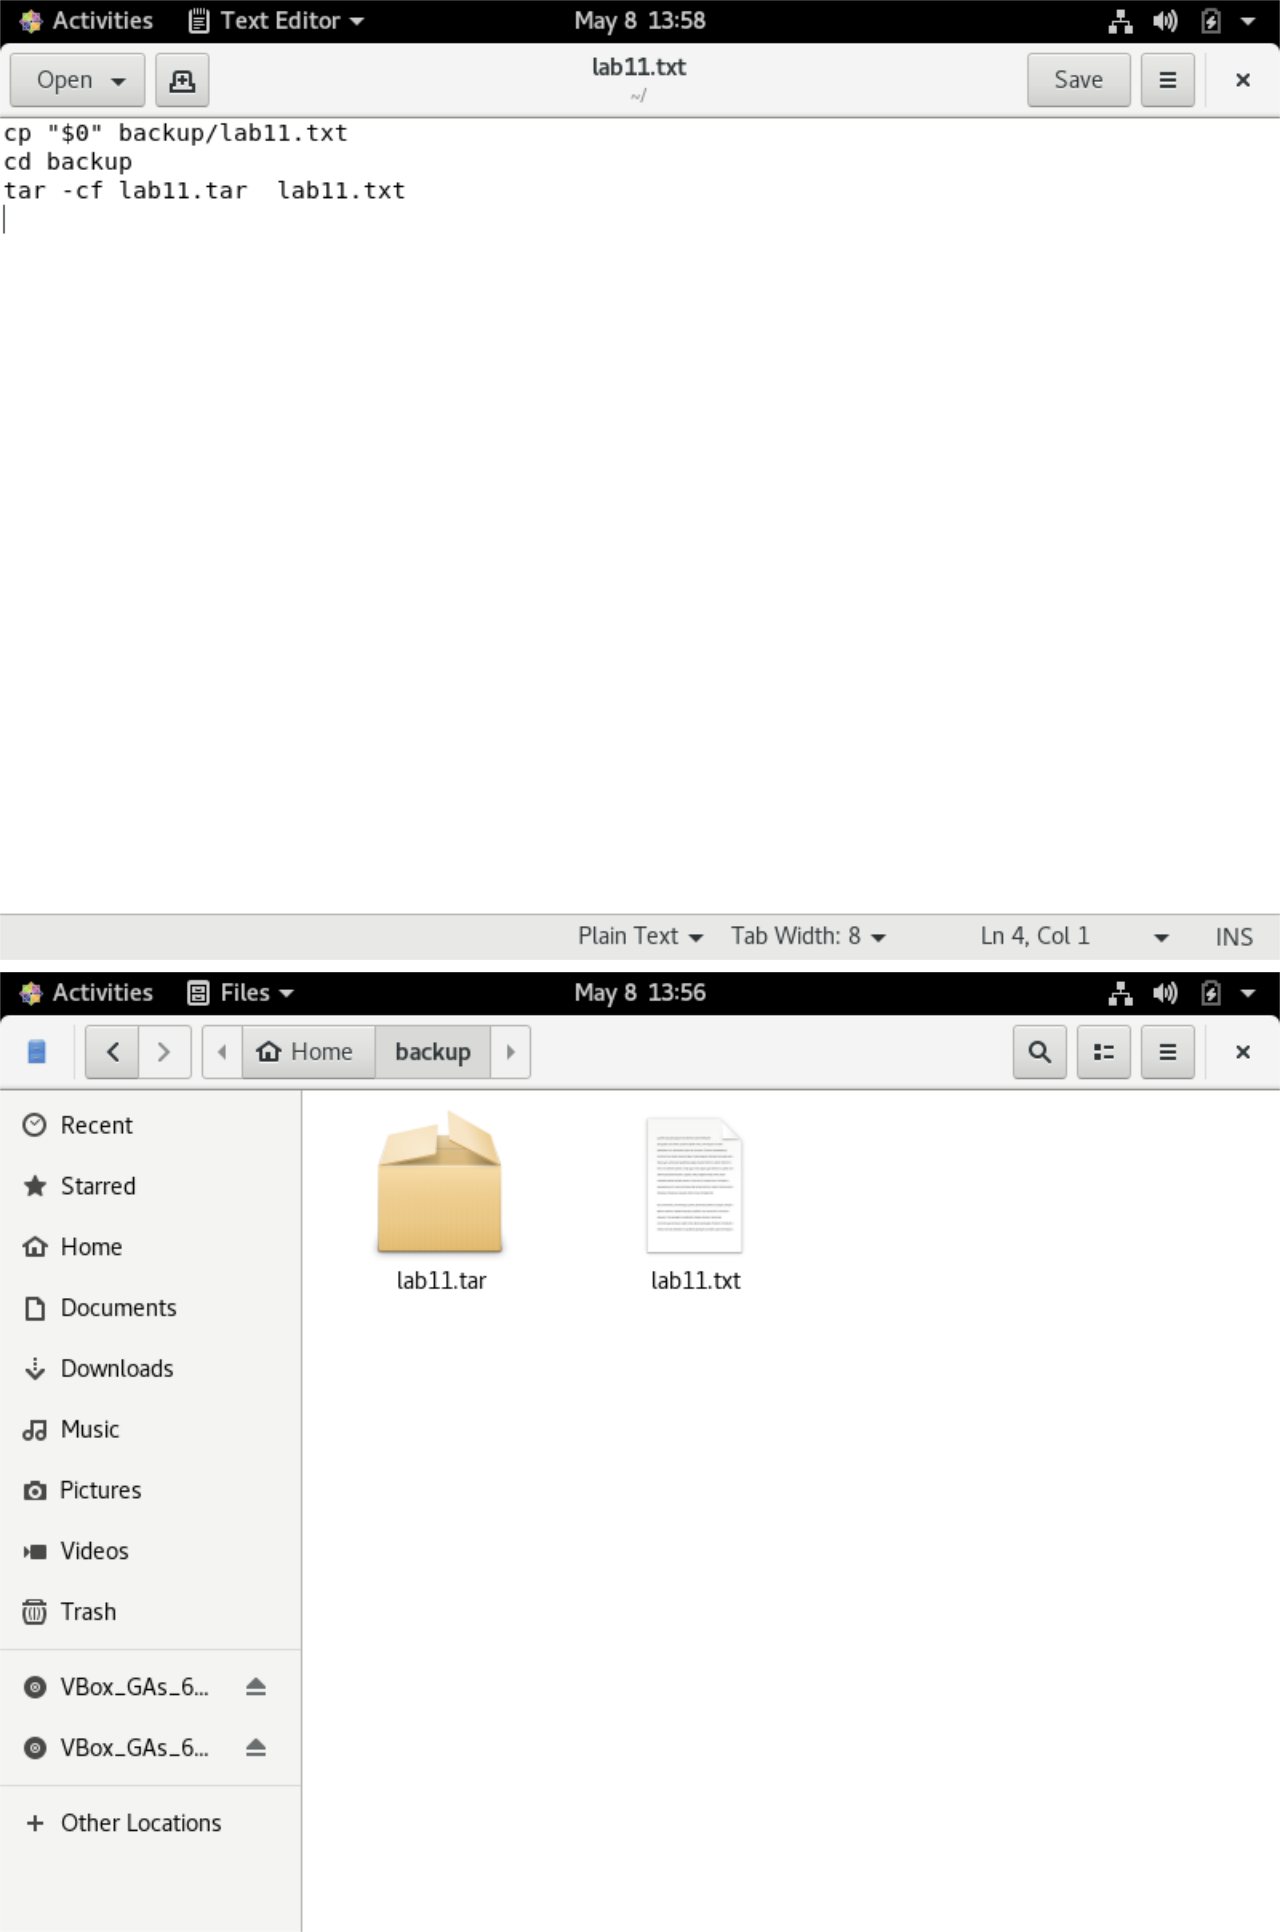 Activities Text Editor May 8 13:58
Open lab11.txt Save
~/
cp "$0" backup/lab11.txt
cd backup
tar -cf lab11.tar  lab11.txt
Plain Text Tab Width: 8 Ln 4, Col 1 INS
Activities Files May 8 13:56
Home backup
Recent
Starred
Home
Documents
Downloads
Music
Pictures
Videos
Trash
VBox_GAs_6...
VBox_GAs_6...
Other Locations
lab11.tar lab11.txt